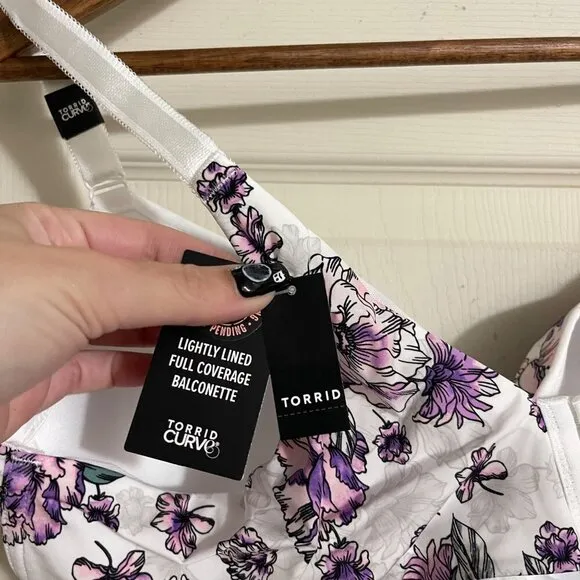 TORRID
CURVE
PENDING
LIGHTLY LINED
FULL COVERAGE
BALCONETTE
TORRID
CURVE
TORRID